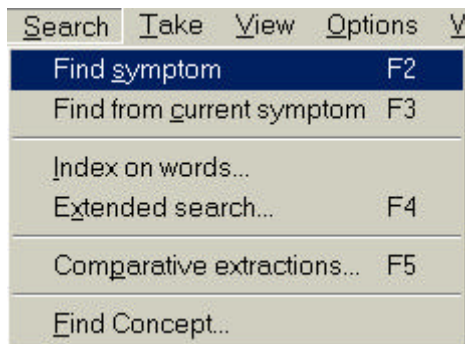 Search Take View Options V
Find symptom F2
Find from current symptom F3
Index on words...
Extended search... F4
Comparative extractions... F5
Find Concept...